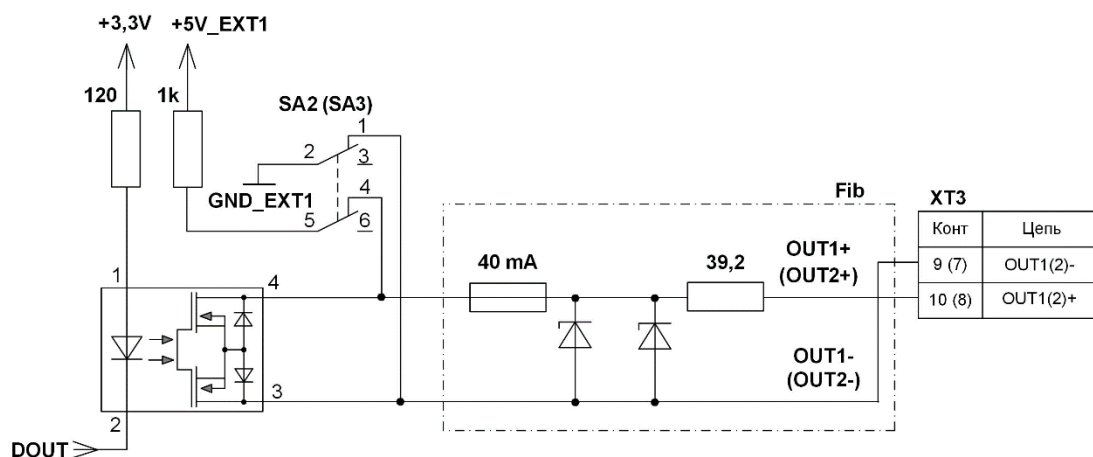 +3,3V +5V_EXT1
120 1k
SA2 (SA3)
1
2
3
GND_EXT1
4
5 6
Fib
XT3
Конт Цепь
9 (7) OUT1(2)-
10 (8) OUT1(2)+
40 mA
39,2
OUT1+
(OUT2+)
1
4
OUT1-
(OUT2-)
3
2
DOUT